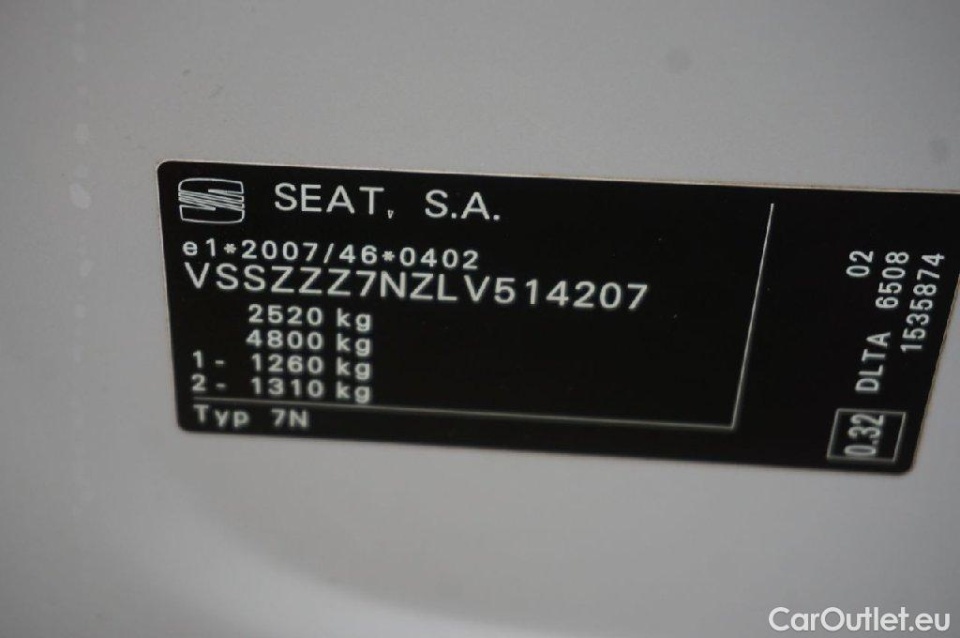 SEAT, S.A.
e1*2007/46*0402
VSSZZZ7NZLV514207
2520 kg
4800 kg
1- 1260 kg
2- 1310 kg
Typ 7N
02
DLTA 6508
1535874
0.32
CarOutlet.eu